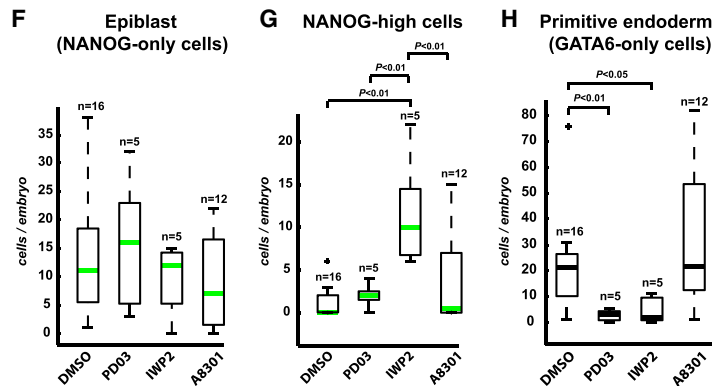 F Epiblast
(NANOG-only cells)
cells / embryo
35
30
25
20
15
10
5
0
n=16
n=5
n=5
n=12
DMSO
PD03
IWP2
A8301
G NANOG-high cells
P<0.01
P<0.01
P<0.01
cells / embryo
20
15
10
5
0
n=16
n=5
n=5
n=12
DMSO
PD03
IWP2
A8301
H Primitive endoderm
(GATA6-only cells)
P<0.05
P<0.01
cells / embryo
80
70
60
50
40
30
20
10
0
n=16
n=5
n=5
n=12
DMSO
PD03
IWP2
A8301